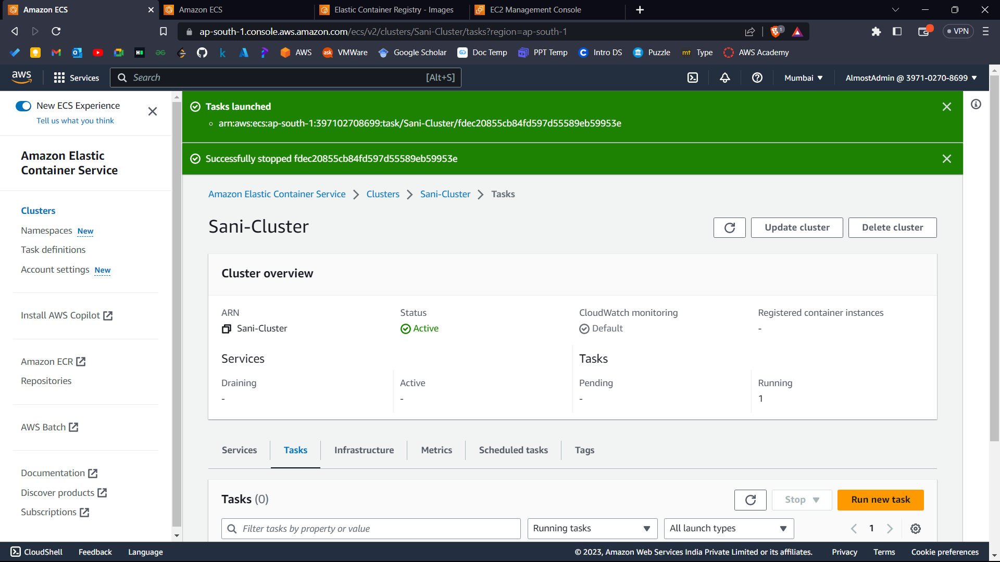 Amazon ECS
Amazon ECS
Elastic Container Registry - Images
EC2 Management Console
ap-south-1.console.aws.amazon.com/ecs/v2/clusters/Sani-Cluster/tasks?region=ap-south-1
1
VPN
AWS
ask VMWare
Google Scholar
Doc Temp
PPT Temp
Intro DS
Puzzle
mt Type
AWS Academy
aws
Services
Search [Alt+S]
Mumbai
AlmostAdmin @ 3971-0270-8699
New ECS Experience
Tell us what you think
Amazon Elastic
Container Service
Clusters
Namespaces New
Task definitions
Account settings New
Install AWS Copilot
Amazon ECR
Repositories
AWS Batch
Documentation
Discover products
Subscriptions
Tasks launched
arn:aws:ecs:ap-south-1:397102708699:task/Sani-Cluster/fdec20855cb84fd597d55589eb59953e
Successfully stopped fdec20855cb84fd597d55589eb59953e
Amazon Elastic Container Service
Clusters
Sani-Cluster
Tasks
Sani-Cluster
Update cluster
Delete cluster
Cluster overview
ARN
Sani-Cluster
Status
Active
CloudWatch monitoring
Default
Registered container instances
-
Services
Tasks
Draining
-
Active
-
Pending
-
Running
1
Services
Tasks
Infrastructure
Metrics
Scheduled tasks
Tags
Tasks (0)
Stop
Run new task
Filter tasks by property or value
Running tasks
All launch types
1
CloudShell
Feedback
Language
© 2023, Amazon Web Services India Private Limited or its affiliates.
Privacy
Terms
Cookie preferences